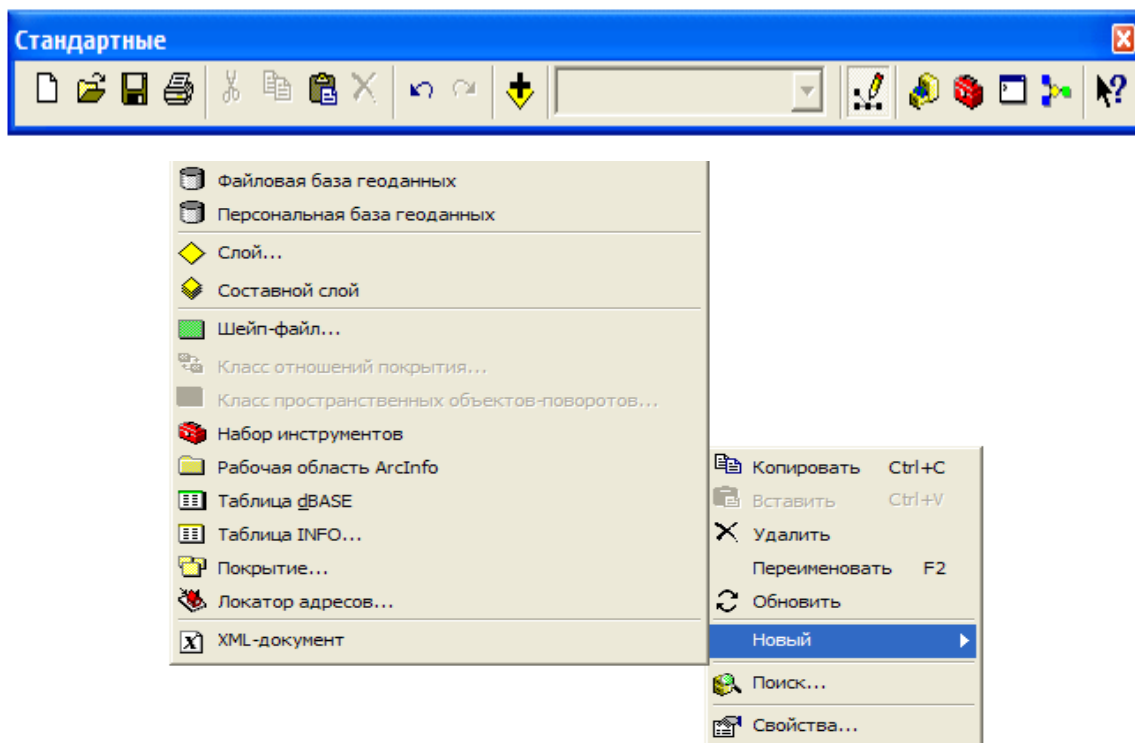 Стандартные
Файловая база геоданных
Персональная база геоданных
Слой...
Составной слой
Шейп-файл...
Класс отношений покрытия...
Класс пространственных объектов-поворотов...
Набор инструментов
Рабочая область ArcInfo
Таблица dBASE
Таблица INFO...
Покрытие...
Локатор адресов...
XML-документ
Копировать Ctrl+C
Вставить Ctrl+V
Удалить
Переименовать F2
Обновить
Новый
Поиск...
Свойства...